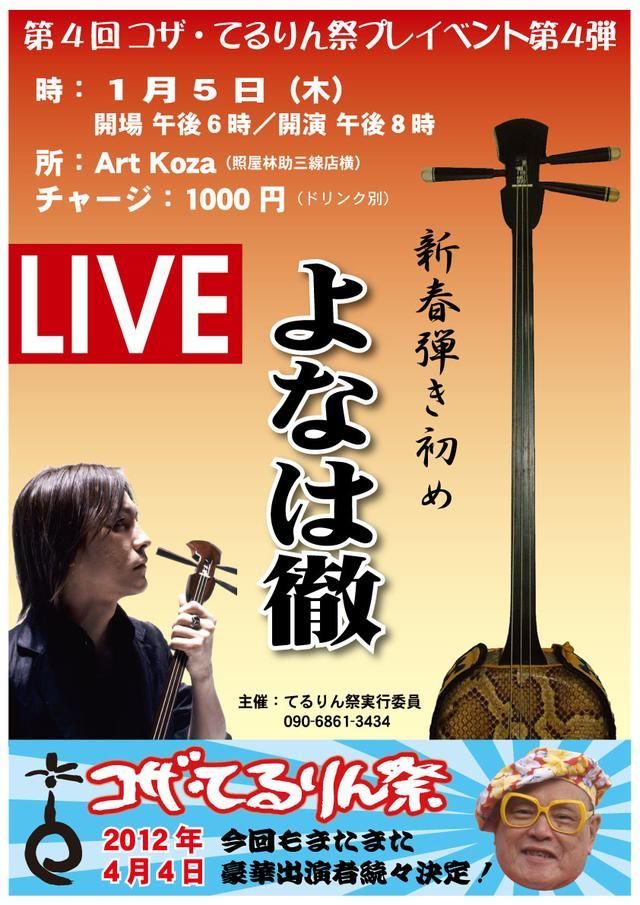 第4回コザ・てるりん祭プレイベント第4弾
時：1月5日（木）
開場 午後6時／開演 午後8時
所：Art Koza（照屋林助三線店横）
チャージ：1000円（ドリンク別）
LIVE
新春弾き初め
よなは徹
主催：てるりん祭実行委員
090-6861-3434
コザ・てるりん祭
2012年
4月4日
今回もまたまた
豪華出演者続々決定！